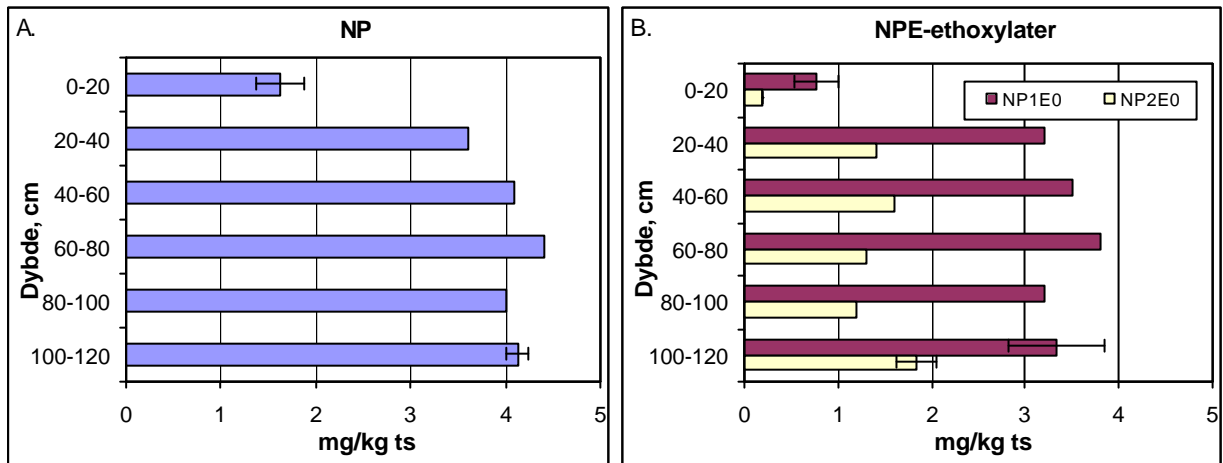 A.
NP
Dybde, cm
0-20
20-40
40-60
60-80
80-100
100-120
0 1 2 3 4 5
mg/kg ts
B.
NPE-ethoxylater
NP1E0 NP2E0
Dybde, cm
0-20
20-40
40-60
60-80
80-100
100-120
0 1 2 3 4 5
mg/kg ts